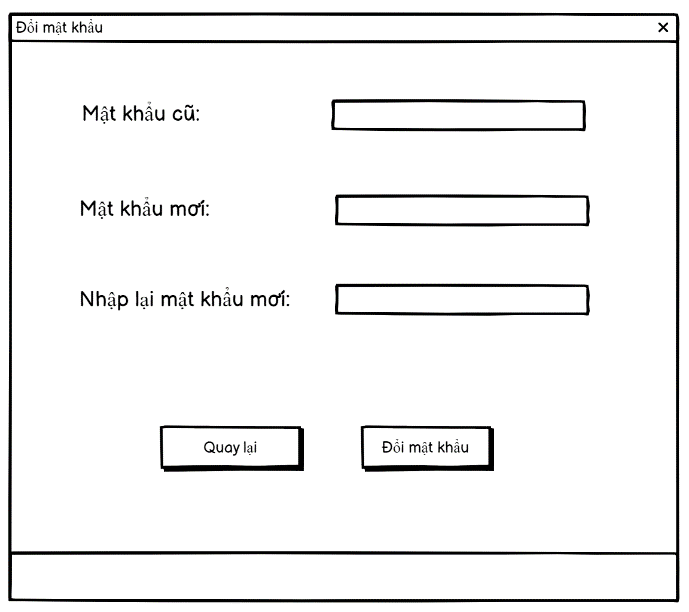 Đổi mật khẩu
Mật khẩu cũ:
Mật khẩu mới:
Nhập lại mật khẩu mới:
Quay lại
Đổi mật khẩu